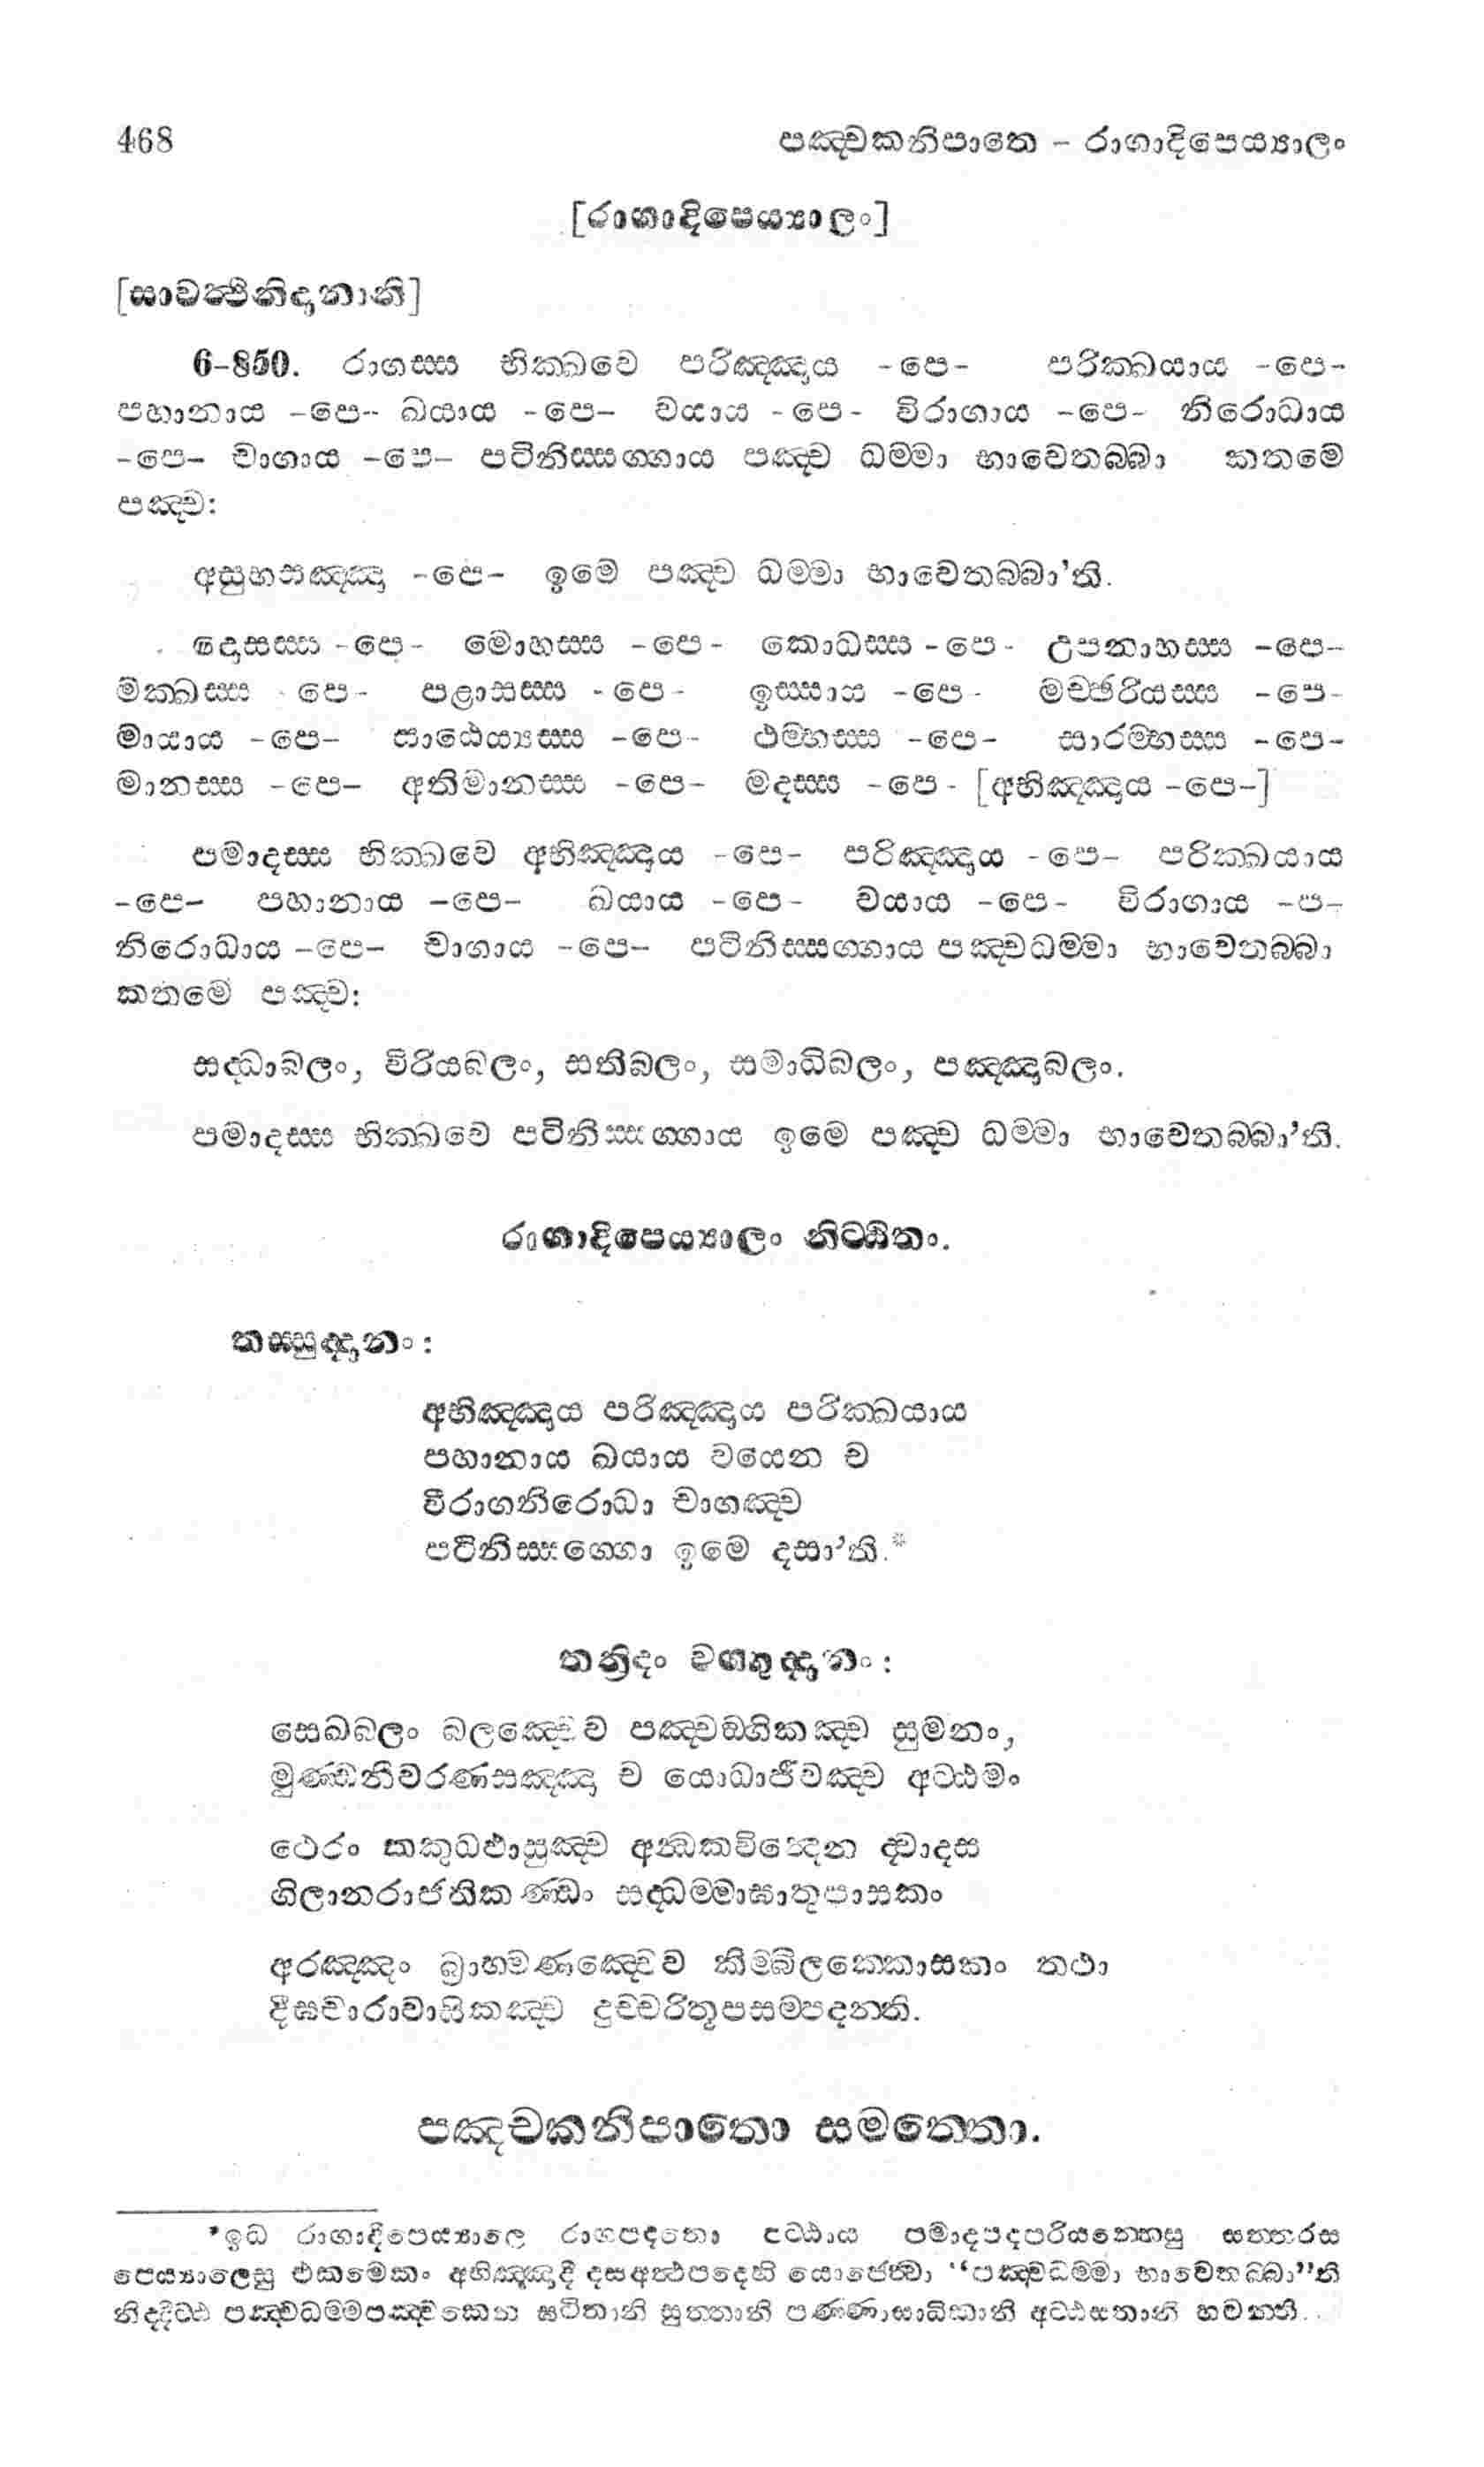 468 පඤ්චකනිපාතෙ – රාගාදිපෙය්‍යාලං
[රාගාදිපෙය්‍යාලං]
[සාවත්‍ථිනිදානානි]
6-850. රාගස්ස භික්ඛවෙ පරිඤ්ඤාය -පෙ- පරික්ඛයාය -පෙ-
පහානාය -පෙ- ඛයාය -පෙ- වයාය -පෙ- විරාගාය -පෙ- නිරොධාය
-පෙ- චාගාය -පෙ- පටිනිස්සග්ගාය පඤ්ච ධම්මා භාවෙතබ්බා කතමෙ
පඤ්ච:
අසුභසඤ්ඤා -පෙ- ඉමෙ පඤ්ච ධම්මා භාවෙතබ්බා’ති.
දොසස්ස -පෙ- මොහස්ස -පෙ- කොධස්ස -පෙ- උපනාහස්ස -පෙ-
මක්ඛස්ස -පෙ- පළාසස්ස -පෙ- ඉස්සාය -පෙ- මච්ඡරියස්ස -පෙ-
මායාය -පෙ- සාඨෙය්‍යස්ස -පෙ- ථම්භස්ස -පෙ- සාරම්භස්ස -පෙ-
මානස්ස -පෙ- අතිමානස්ස -පෙ- මදස්ස -පෙ- [අභිඤ්ඤාය -පෙ-]
පමාදස්ස භික්ඛවෙ අභිඤ්ඤාය -පෙ- පරිඤ්ඤාය -පෙ- පරික්ඛයාය
-පෙ- පහානාය -පෙ- ඛයාය -පෙ- වයාය -පෙ- විරාගාය -ප-
නිරොධාය -පෙ- චාගාය -පෙ- පටිනිස්සග්ගාය පඤ්චධම්මා භාවෙතබ්බා
කතමෙ පඤ්ච:
සද්ධාබලං, විරියබලං, සතිබලං, සමාධිබලං, පඤ්ඤාබලං.
පමාදස්ස භික්ඛවෙ පටිනිස්සග්ගාය ඉමෙ පඤ්ච ධම්මා භාවෙතබ්බා’ති.
රාගාදිපෙය්‍යාලං නිට්ඨිතං.
තස්සුද්දානං :
අභිඤ්ඤාය පරිඤ්ඤාය පරික්ඛයාය
පහානාය ඛයාය වයෙන ච
විරාගනිරොධා චාගඤ්ච
පටිනිස්සග්ගො ඉමෙ දසා’ති.*
තත්‍රිදං වග්ගුද්දානං :
සෙඛබලං බලඤ්චෙව පඤ්චඞ්ගිකඤ්ච සුමනං,
මුණ්ඩනීවරණසඤ්ඤා ච යොධාජීවඤ්ච අට්ඨමං
ථෙරං කකුධඵාසුඤ්ච අන්ධකවින්දෙන ද්වාදස
ගිලානරාජතිකණ්ඩං සද්ධම්මාඝාතූපාසකං
අරඤ්ඤං බ්‍රාහ්මණඤ්චෙව කිම්බිලක්කොසකං තථා
දීඝචාරාවාසිකඤ්ච දුච්චරිතූපසම්පදන්ති.
පඤ්චකනිපාතො සමත්තො.
*ඉධ රාගාදිපෙය්‍යාලෙ රාගපදතො පට්ඨාය පමාදපදපරියන්තෙසු සත්තරස
පෙය්‍යාලෙසු එකමෙකං අභිඤ්ඤාදි දසඅත්‍ථපදෙහි යොජෙත්‍වා “පඤ්චධම්මා භාවෙතබ්බා”ති
නිද්දිට්ඨ පඤ්චධම්මපඤ්චකෙන ඝටිතානි සුත්තානි පණ්ණාසාධිකානි අට්ඨසතානි භවන්ති.